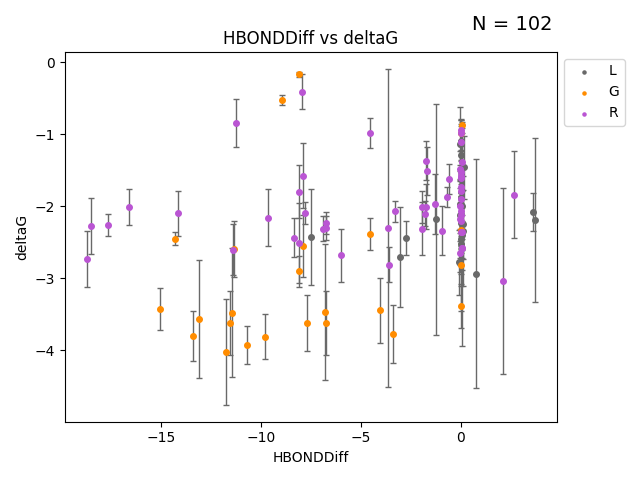 N = 102
HBONDDiff vs deltaG
L
G
R
0
−1
−2
−3
−4
deltaG
−15
−10
−5
0
HBONDDiff